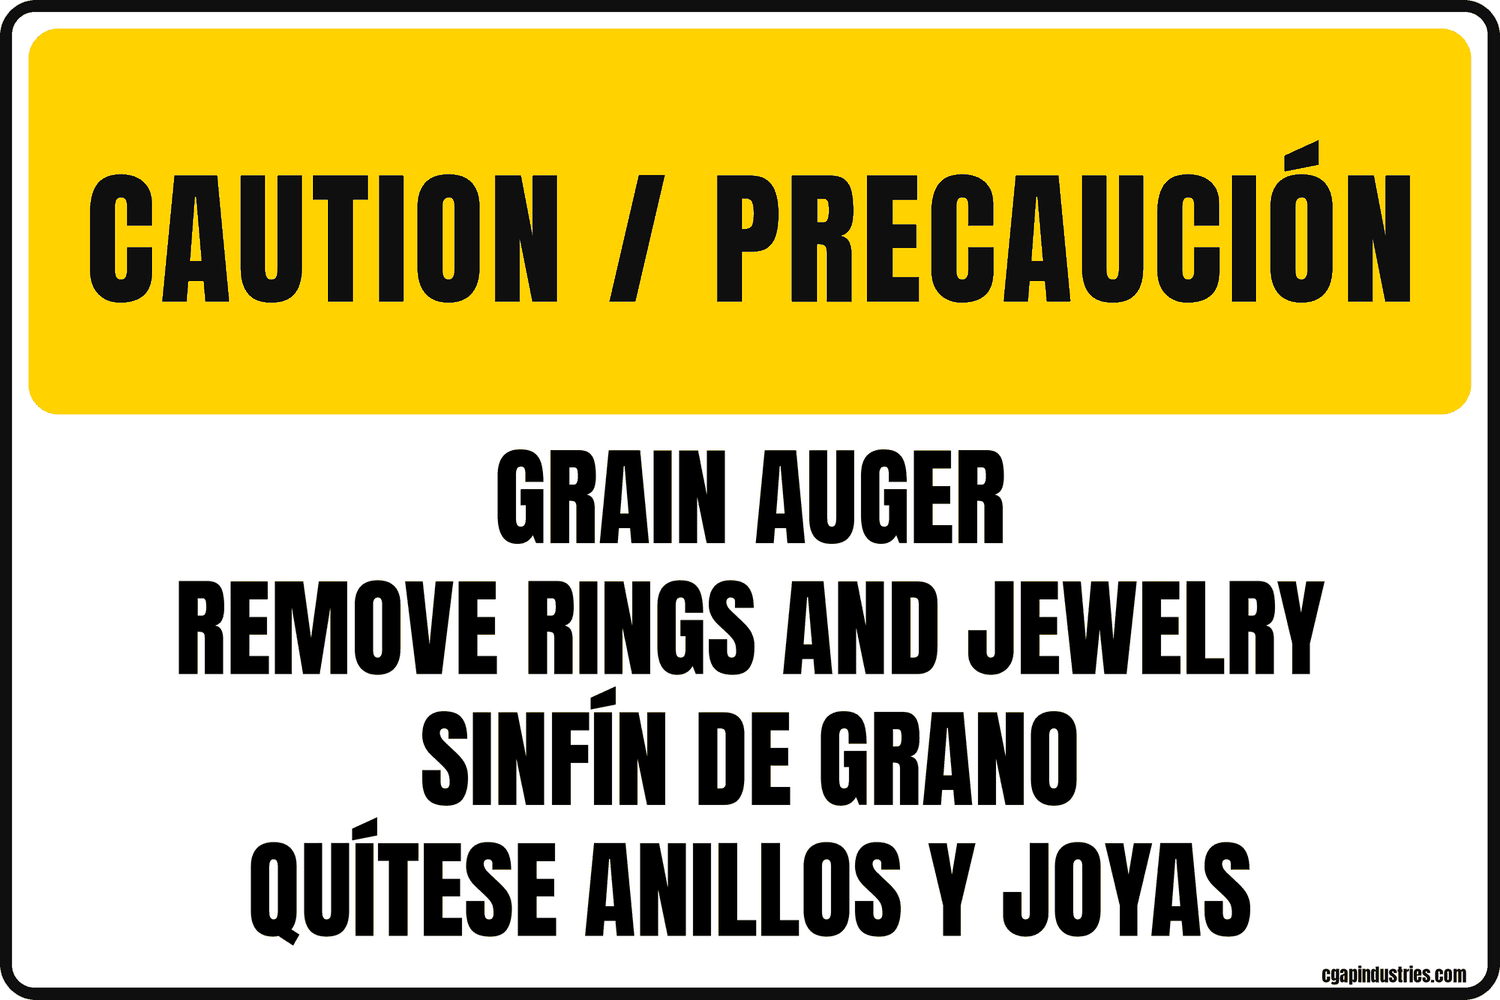 CAUTION / PRECAUCIÓN
GRAIN AUGER
REMOVE RINGS AND JEWELRY
SINFÍN DE GRANO
QUÍTESE ANILLOS Y JOYAS
cgapindustries.com